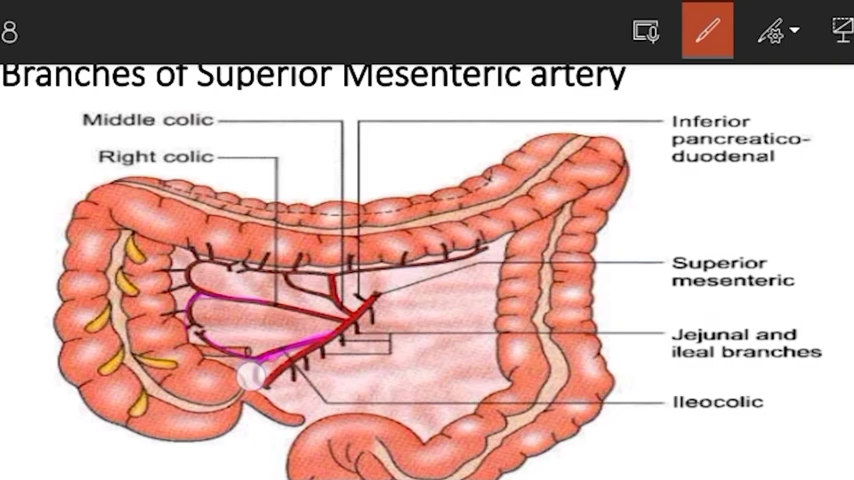 8
Branches of Superior Mesenteric artery
Middle colic
Right colic
Inferior
pancreatico-
duodenal
Superior
mesenteric
Jejunal and
ileal branches
Ileocolic